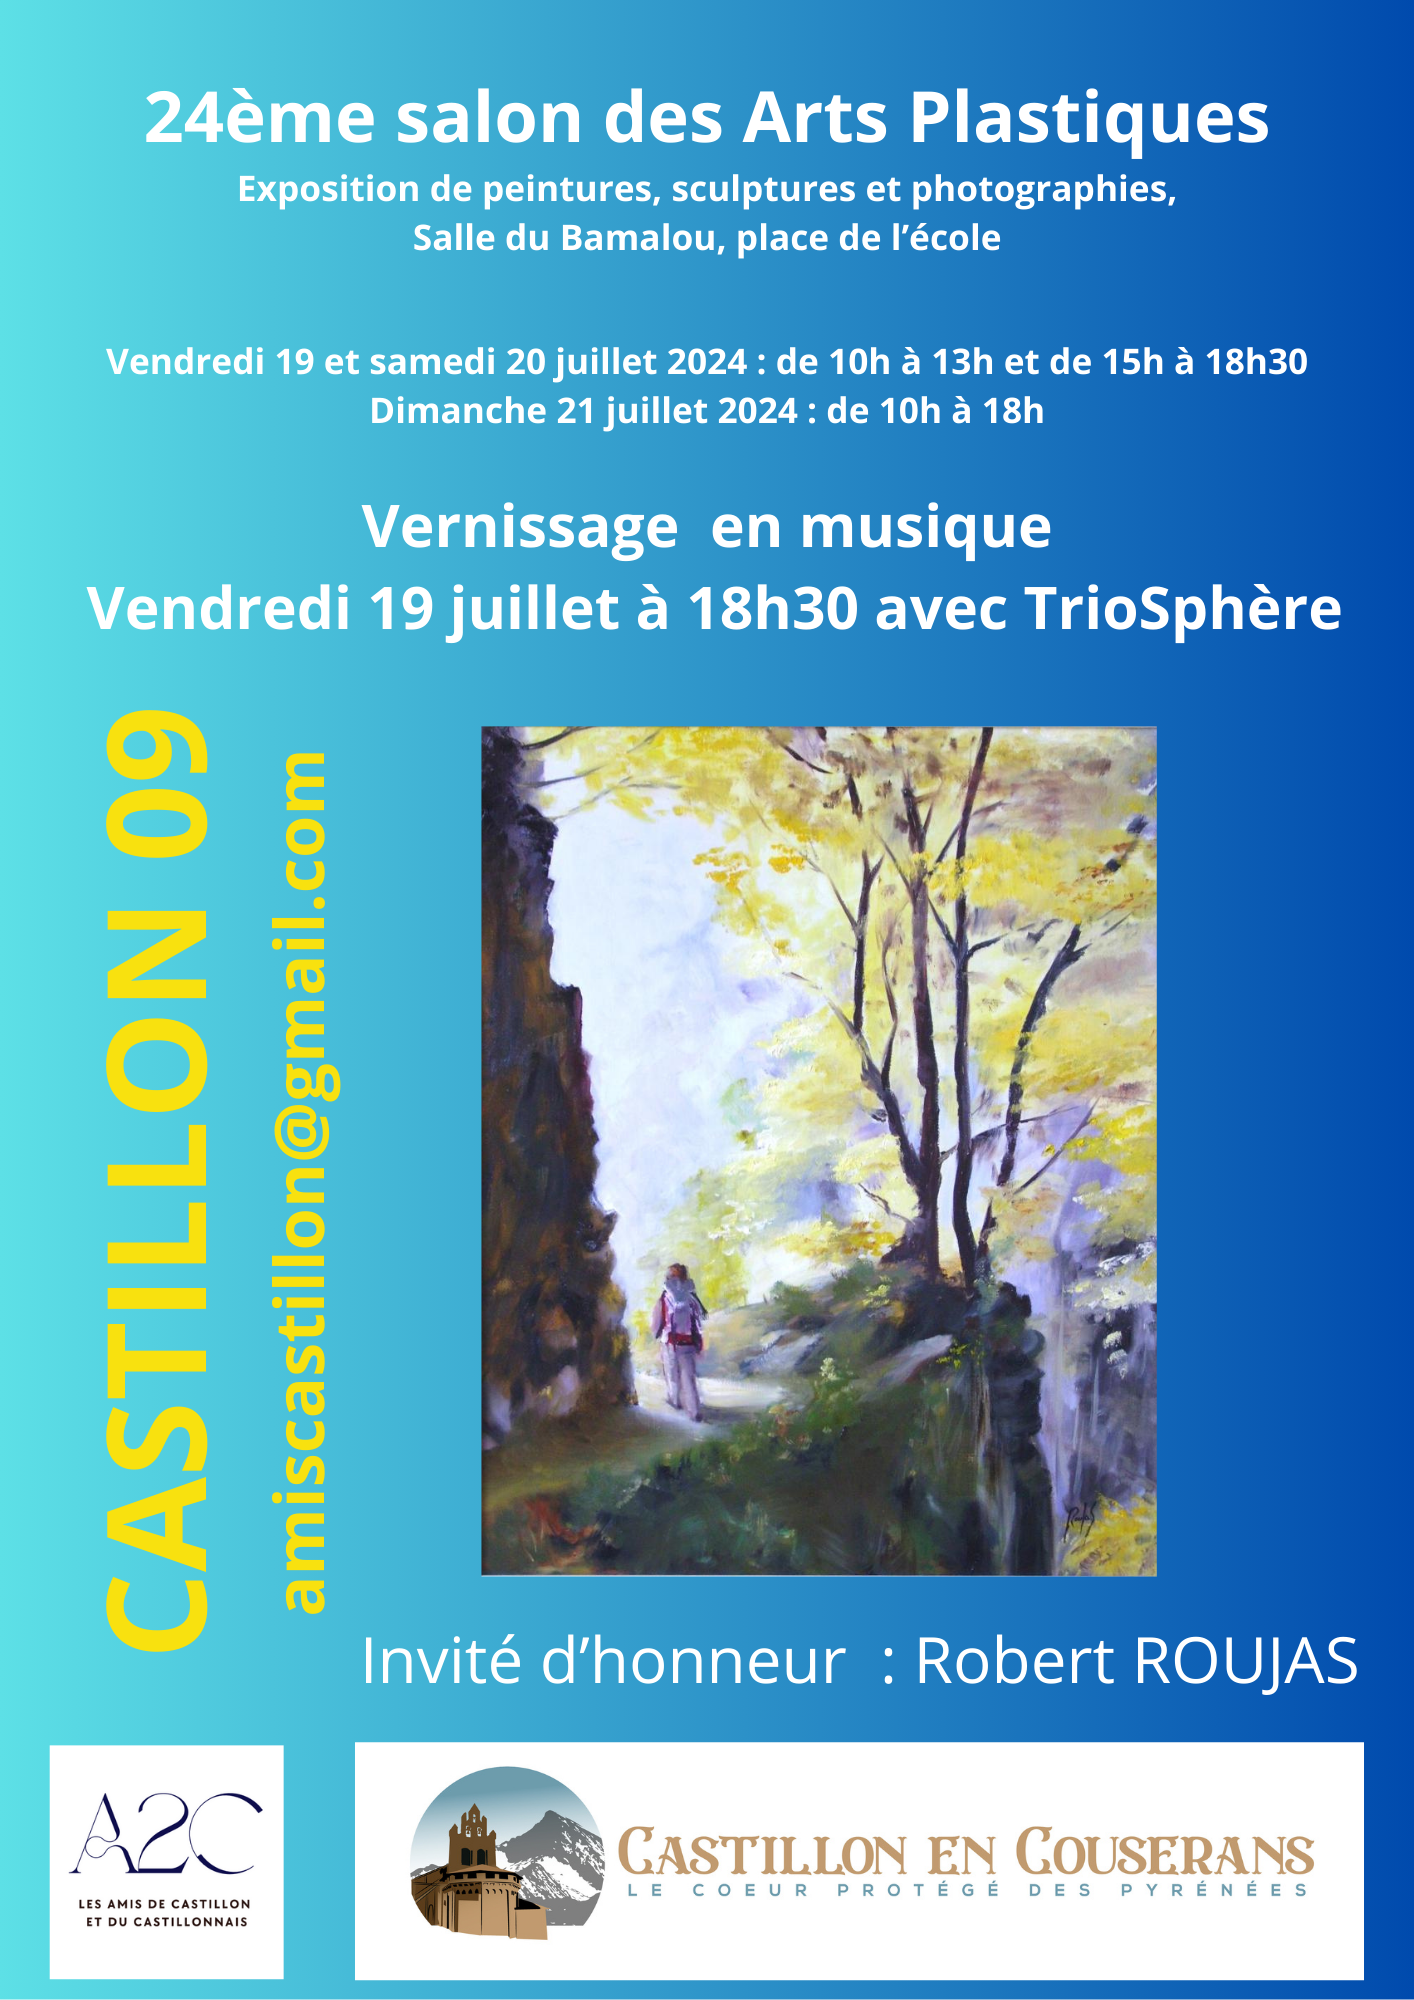 24ème salon des Arts Plastiques
Exposition de peintures, sculptures et photographies,
Salle du Bamalou, place de l’école
Vendredi 19 et samedi 20 juillet 2024 : de 10h à 13h et de 15h à 18h30
Dimanche 21 juillet 2024 : de 10h à 18h
Vernissage en musique
Vendredi 19 juillet à 18h30 avec TrioSphère
CASTILLON 09
amiscastillon@gmail.com
Roujas
Invité d’honneur : Robert ROUJAS
A2C
LES AMIS DE CASTILLON
ET DU CASTILLONNAIS
CASTILLON EN COUSERANS
LE COEUR PROTÉGÉ DES PYRÉNÉES